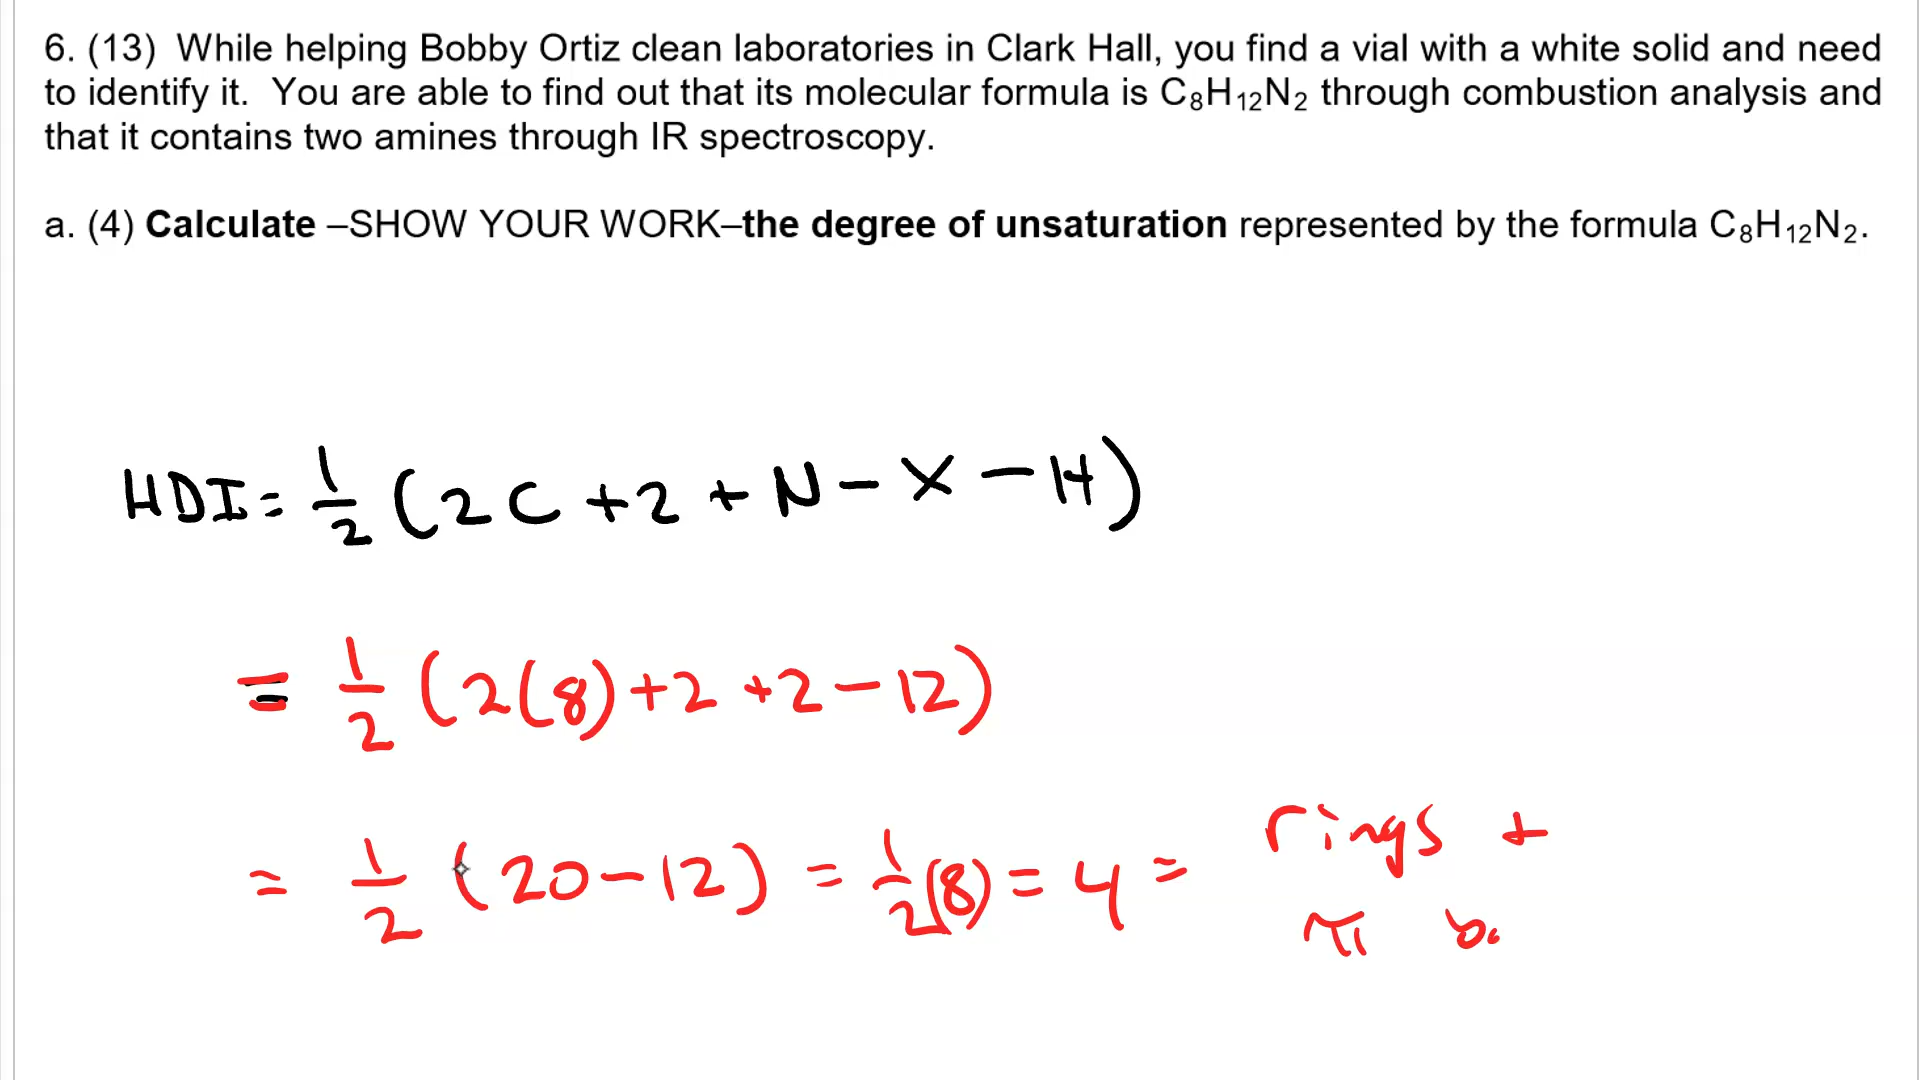 6. (13) While helping Bobby Ortiz clean laboratories in Clark Hall, you find a vial with a white solid and need
to identify it. You are able to find out that its molecular formula is C₈H₁₂N₂ through combustion analysis and
that it contains two amines through IR spectroscopy.
a. (4) Calculate –SHOW YOUR WORK–the degree of unsaturation represented by the formula C₈H₁₂N₂.
HDI = 1/2 (2C + 2 + N - X - H)
= 1/2 (2(8) + 2 + 2 - 12)
= 1/2 (20 - 12) = 1/2 (8) = 4 = rings +
π bo